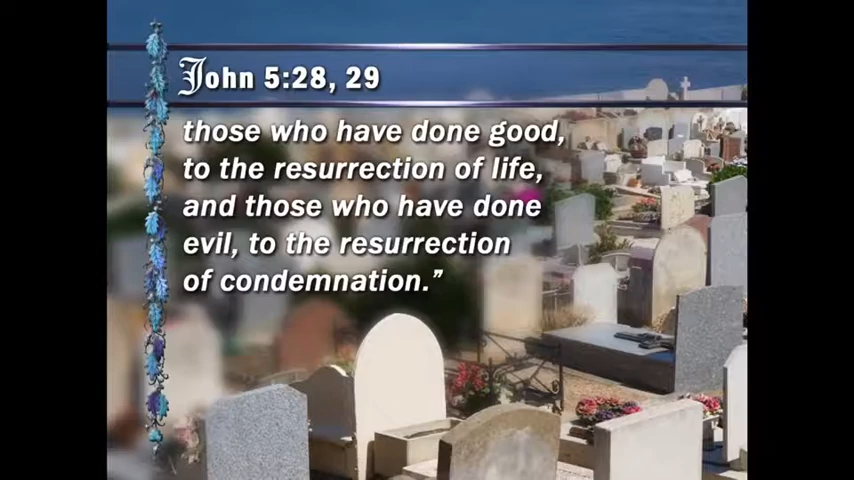 John 5:28, 29
those who have done good,
to the resurrection of life,
and those who have done
evil, to the resurrection
of condemnation.”